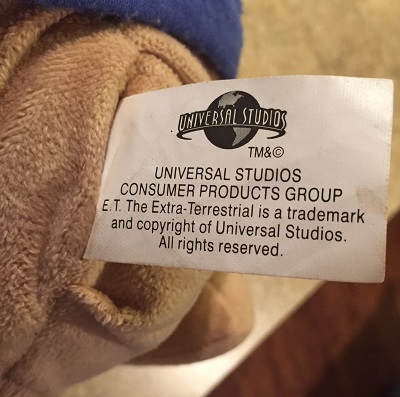 UNIVERSAL STUDIOS
TM&©
UNIVERSAL STUDIOS
CONSUMER PRODUCTS GROUP
E.T. The Extra-Terrestrial is a trademark
and copyright of Universal Studios.
All rights reserved.